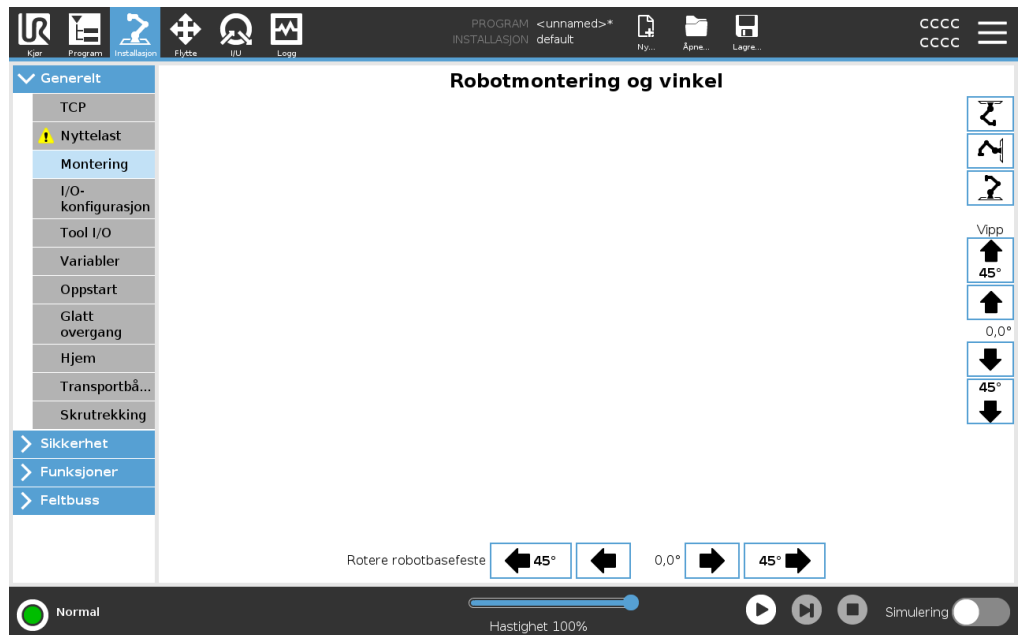 UR
Kjør
Program
Installasjon
Flytte
I/U
Logg
PROGRAM <unnamed>*
INSTALLASJON default
Ny...
Åpne...
Lagre...
CCCC
CCCC
Generelt
TCP
Nyttelast
Montering
I/O-
konfigurasjon
Tool I/O
Variabler
Oppstart
Glatt
overgang
Hjem
Transportbå...
Skrutrekking
Sikkerhet
Funksjoner
Feltbuss
Robotmontering og vinkel
Vipp
45°
0,0°
45°
Rotere robotbasefeste 45° 0,0° 45°
Normal
Hastighet 100%
Simulering